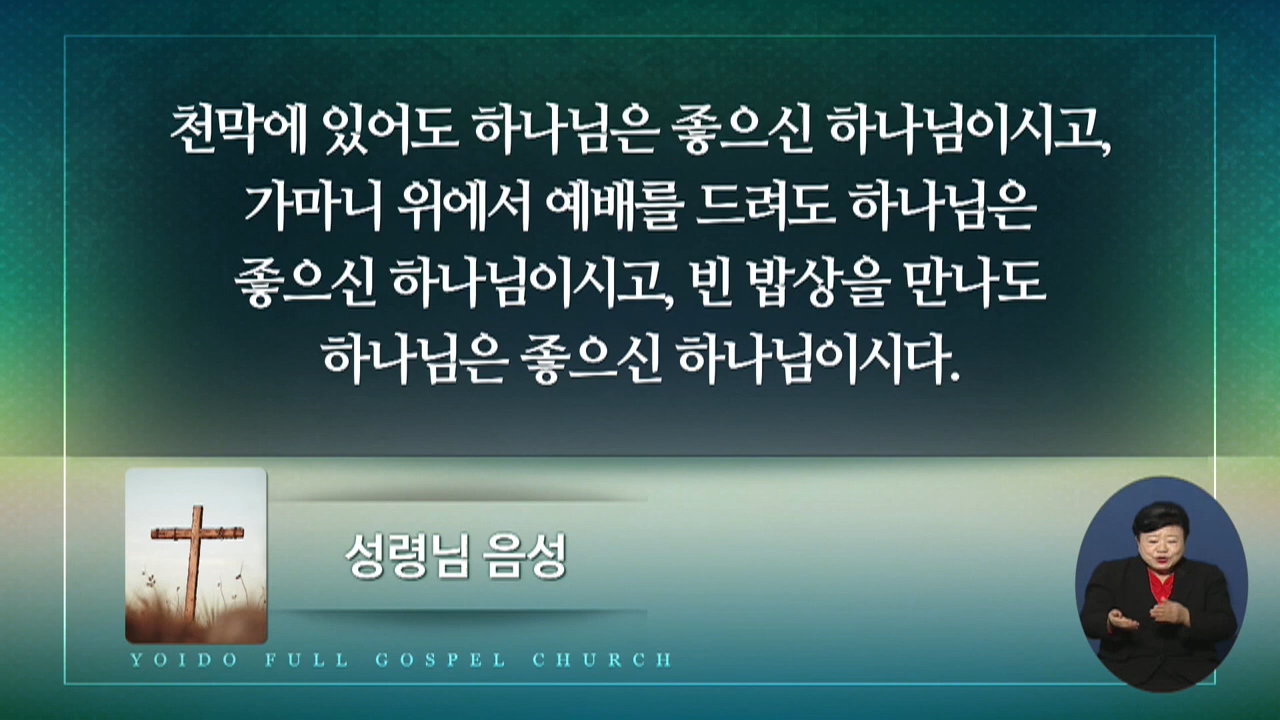 천막에 있어도 하나님은 좋으신 하나님이시고,
가마니 위에서 예배를 드려도 하나님은
좋으신 하나님이시고, 빈 밥상을 만나도
하나님은 좋으신 하나님이시다.
성령님 음성
YOIDO FULL GOSPEL CHURCH